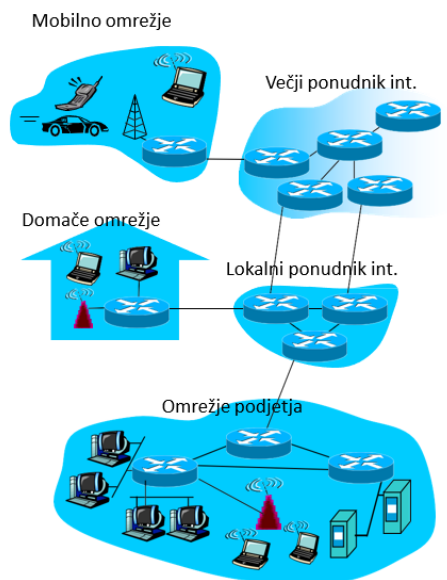 Mobilno omrežje
Večji ponudnik int.
Domače omrežje
Lokalni ponudnik int.
Omrežje podjetja